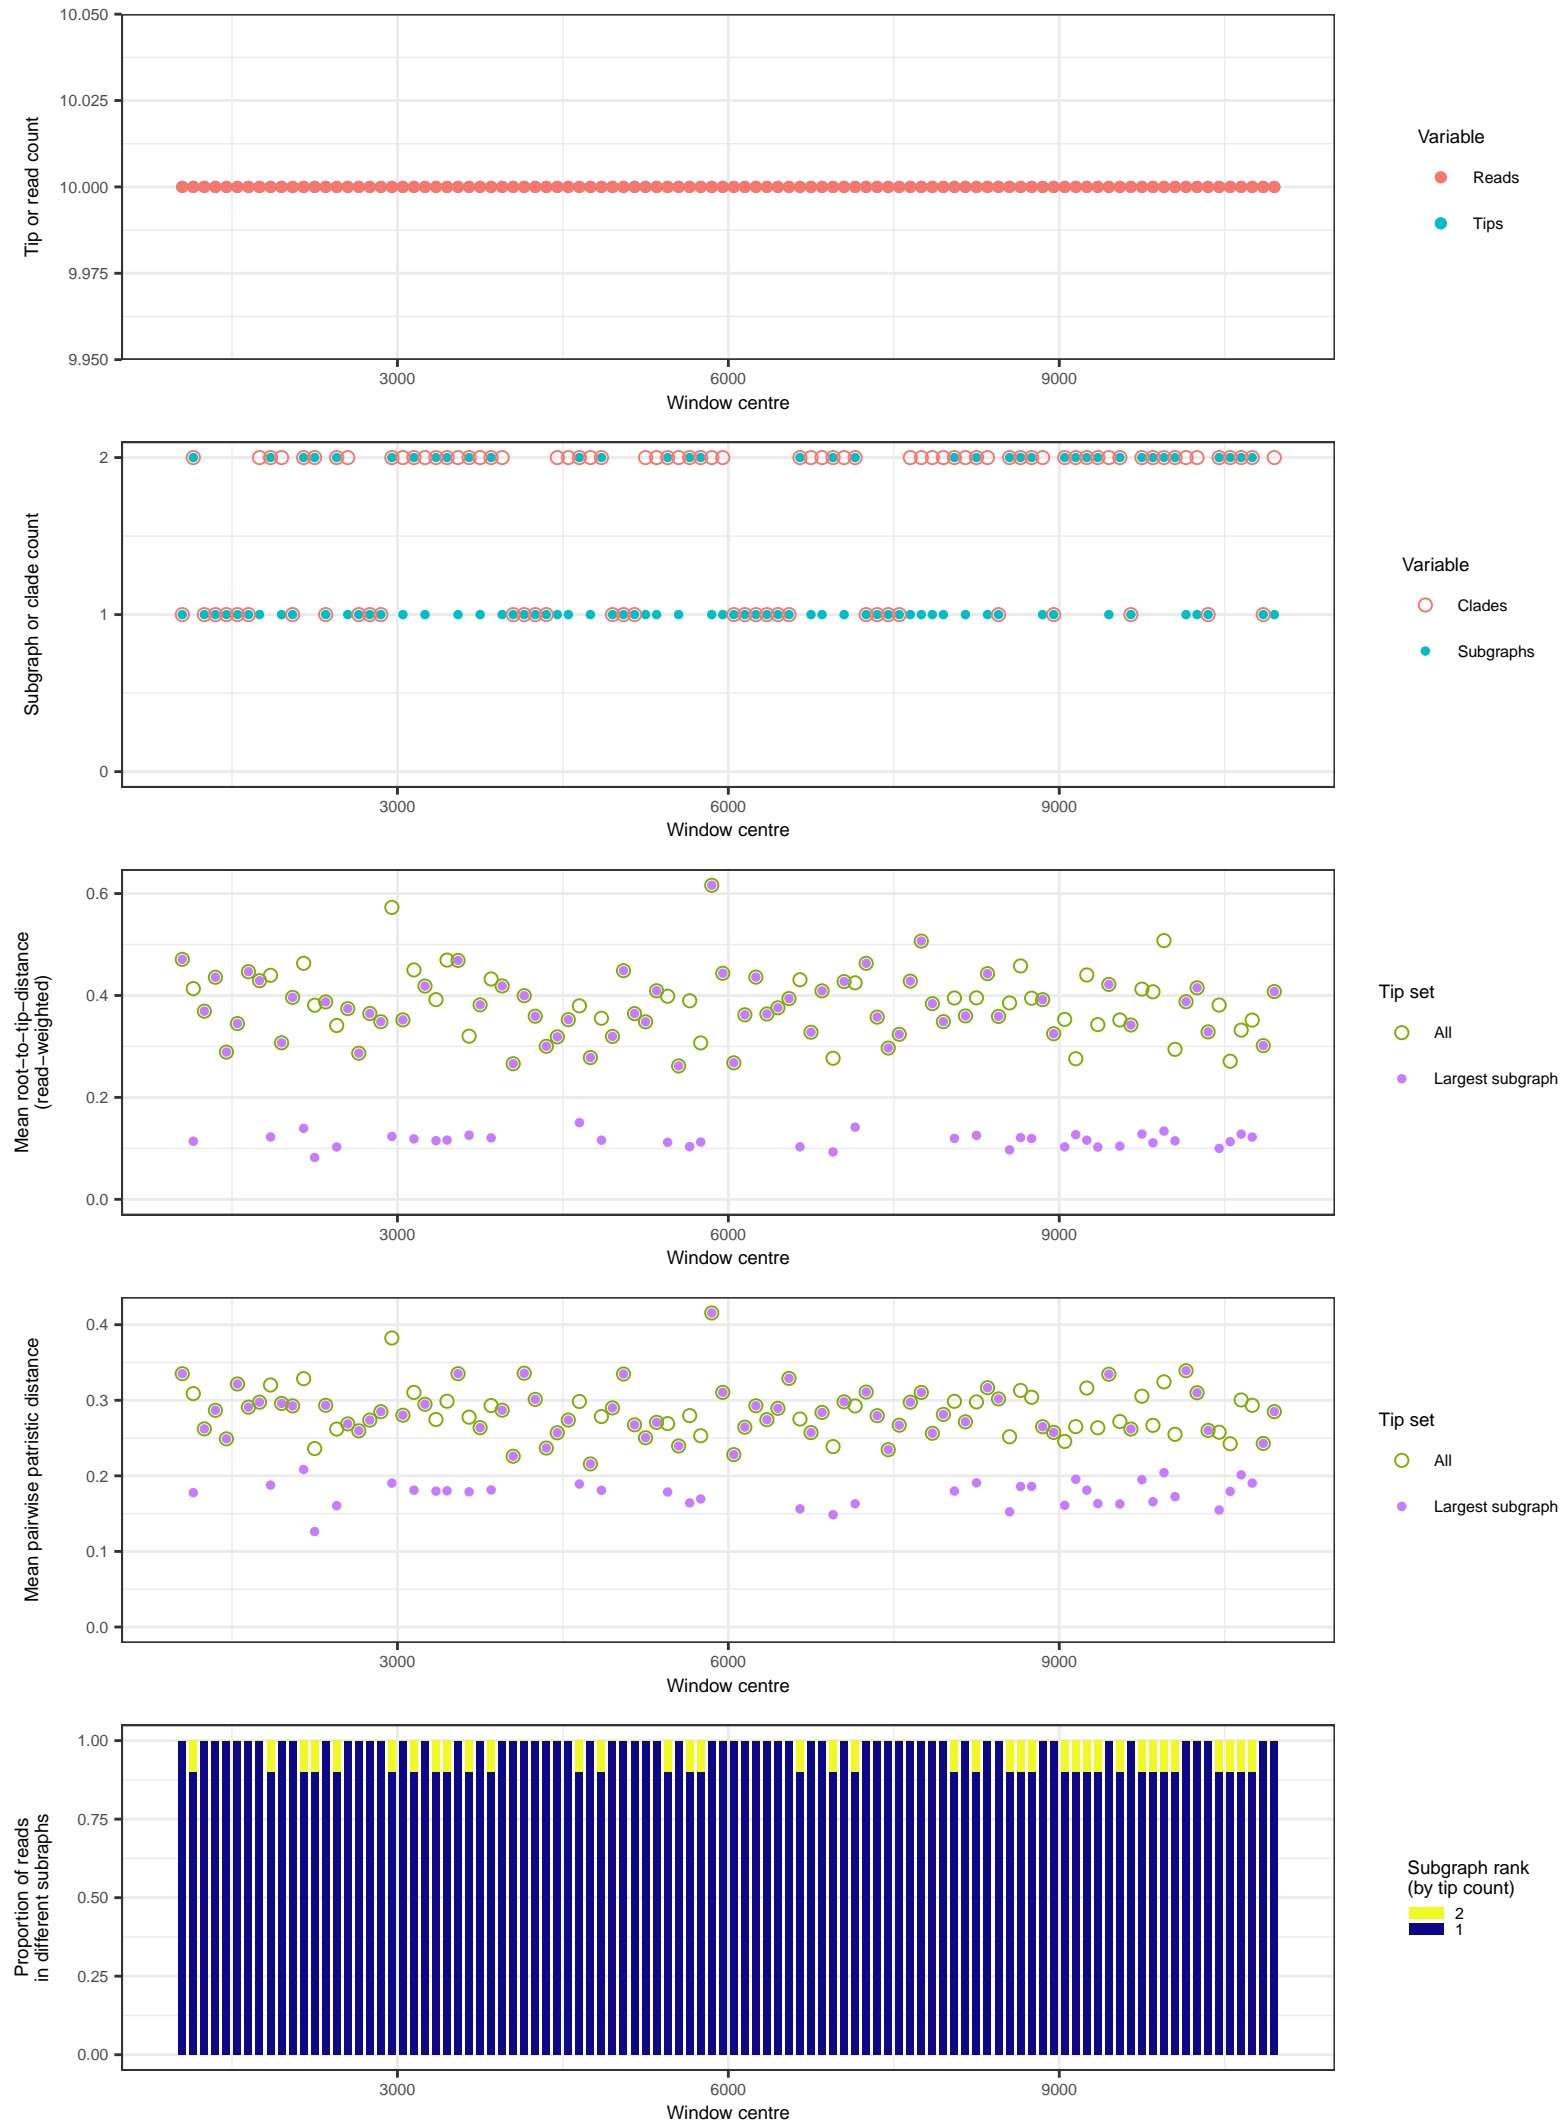 10.050
10.025
10.000
9.975
9.950
Tip or read count
3000
6000
9000
Window centre
Variable
Reads
Tips
2
1
0
Subgraph or clade count
3000
6000
9000
Window centre
Variable
Clades
Subgraphs
0.6
0.4
0.2
0.0
Mean root−to−tip−distance
(read−weighted)
3000
6000
9000
Window centre
Tip set
All
Largest subgraph
0.4
0.3
0.2
0.1
0.0
Mean pairwise patristic distance
3000
6000
9000
Window centre
Tip set
All
Largest subgraph
1.00
0.75
0.50
0.25
0.00
Proportion of reads
in different subraphs
3000
6000
9000
Window centre
Subgraph rank
(by tip count)
2
1